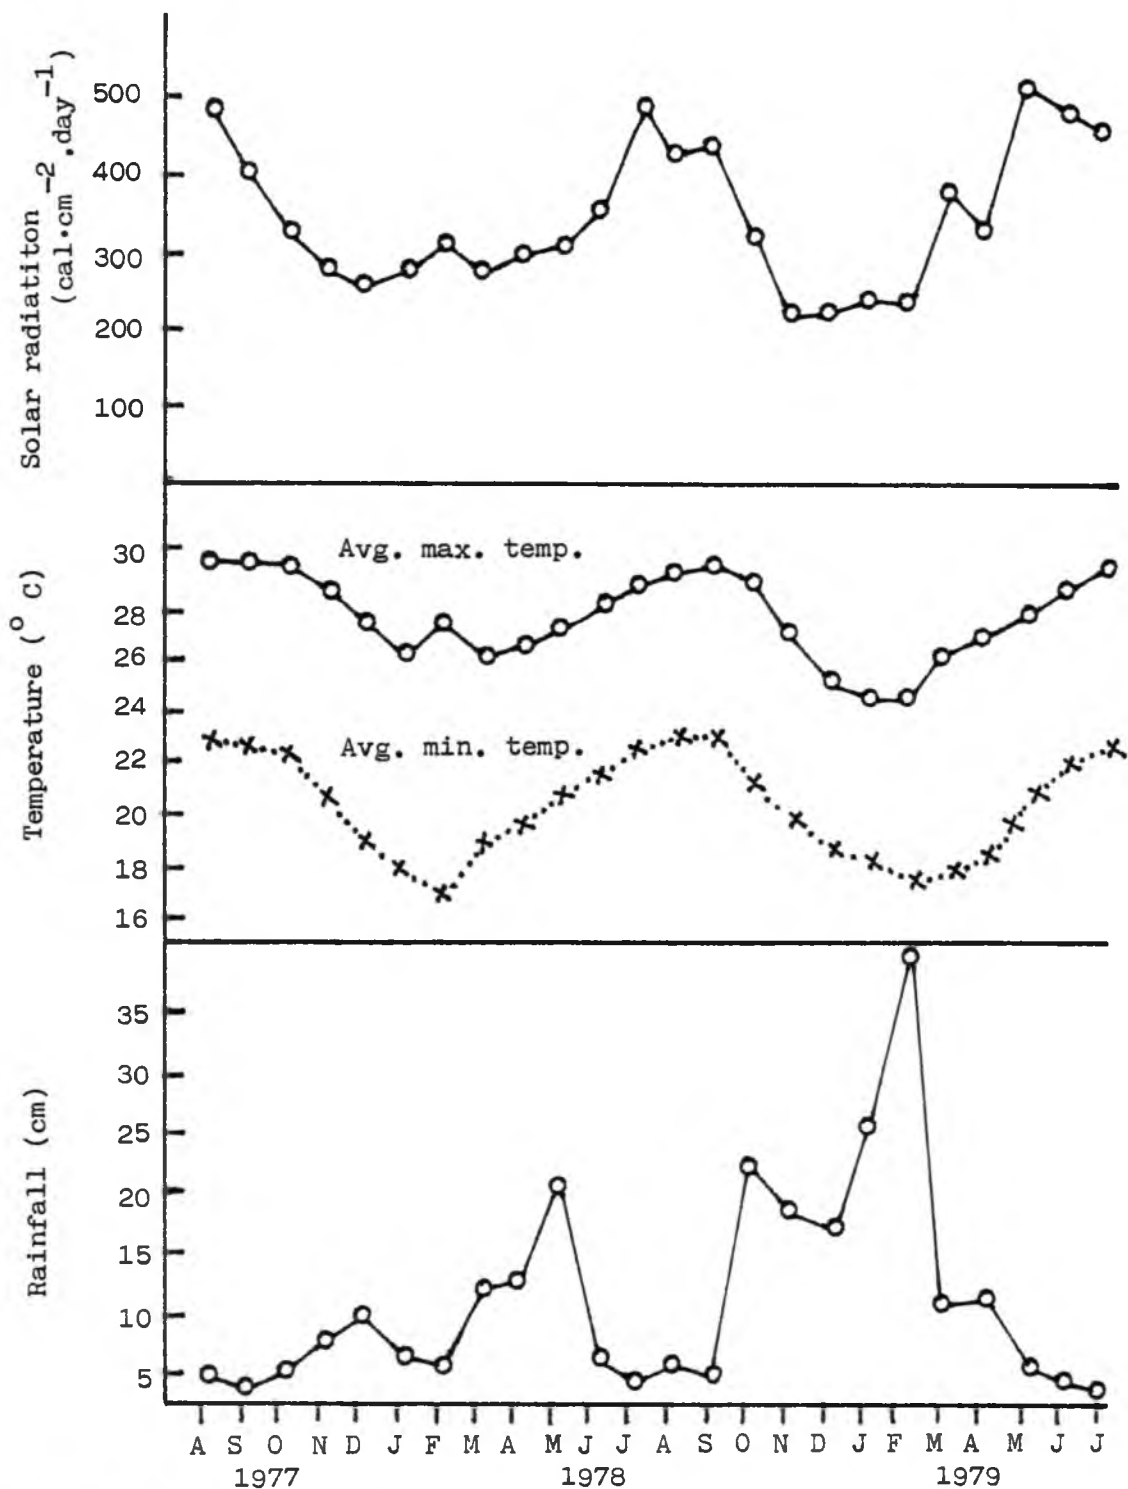 Solar radiatiton
(cal·cm⁻².day⁻¹)
500
400
300
200
100
Temperature (° C)
30
28
26
24
22
20
18
16
Avg. max. temp.
Avg. min. temp.
Rainfall (cm)
35
30
25
20
15
10
5
A S O N D J F M A M J J A S O N D J F M A M J J
1977 1978 1979